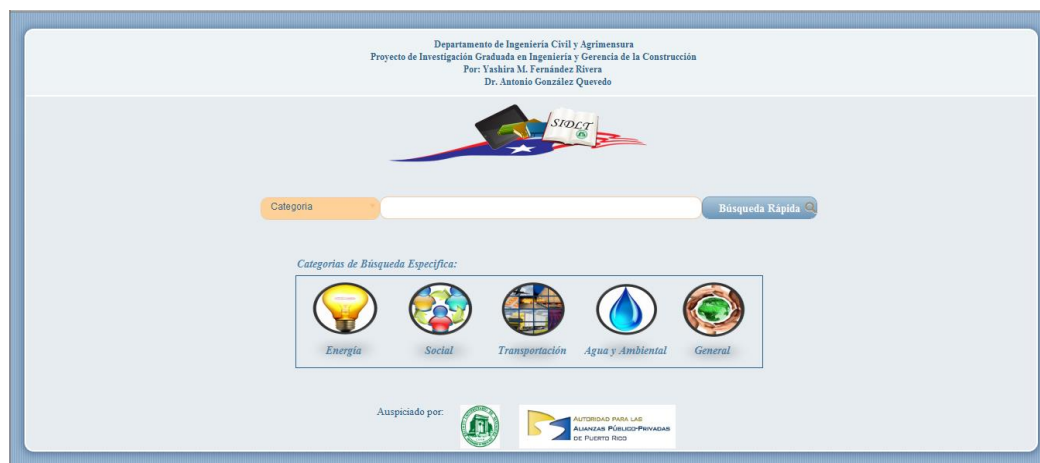 Departamento de Ingeniería Civil y Agrimensura
Proyecto de Investigación Graduada en Ingeniería y Gerencia de la Construcción
Por: Yashira M. Fernández Rivera
Dr. Antonio González Quevedo
SIDLT
Categoria
Búsqueda Rápida
Categorias de Búsqueda Específica:
Energía Social Transportación Agua y Ambiental General
Auspiciado por:
AUTORIDAD PARA LAS
ALIANZAS PÚBLICO-PRIVADAS
DE PUERTO RICO